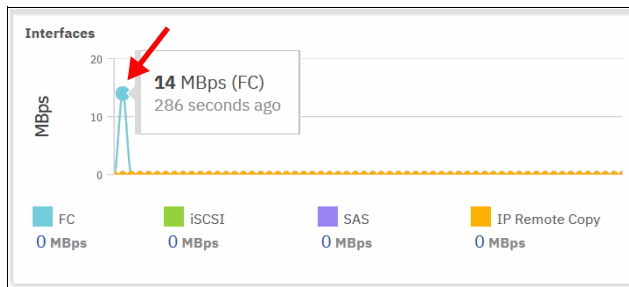 Interfaces
20
14 MBps (FC)
286 seconds ago
MBps
10
0
FC
iSCSI
SAS
IP Remote Copy
0 MBps
0 MBps
0 MBps
0 MBps